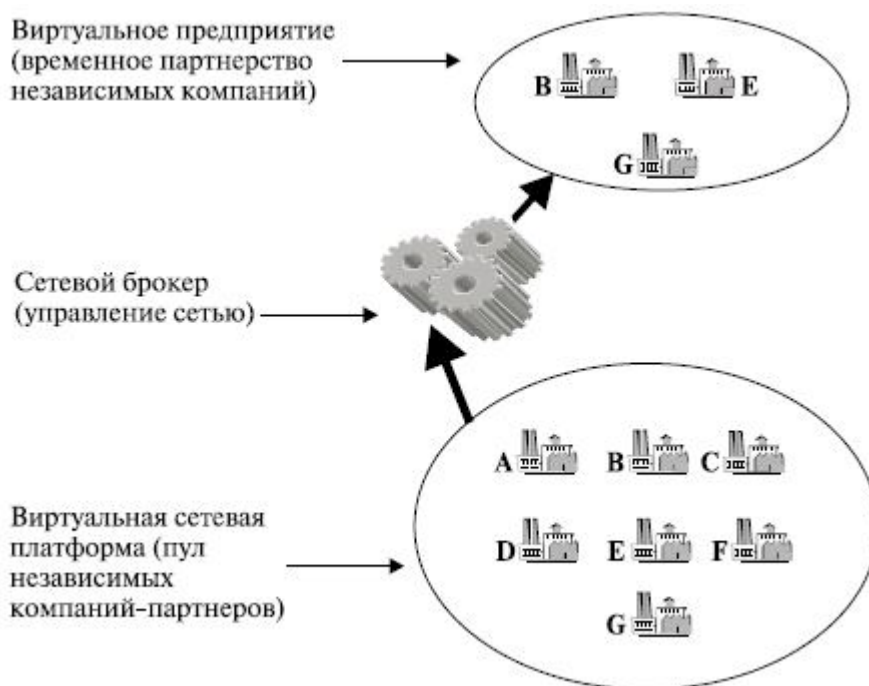 Виртуальное предприятие
(временное партнерство
независимых компаний)
B
E
G
Сетевой брокер
(управление сетью)
A
B
C
D
E
F
G
Виртуальная сетевая
платформа (пул
независимых
компаний-партнеров)